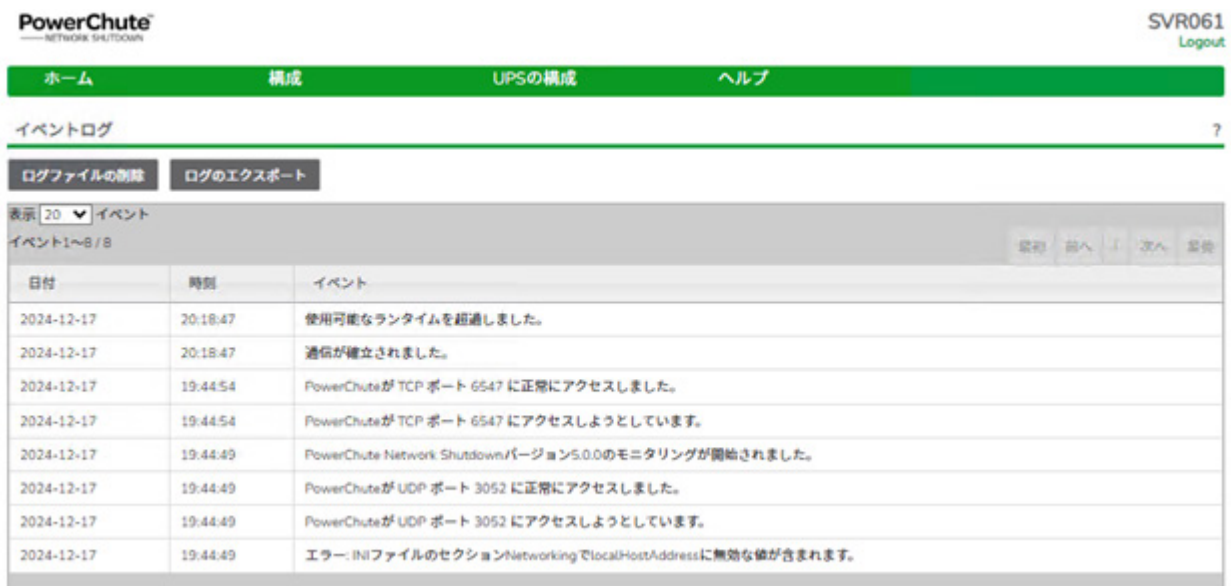 PowerChute
NETWORK SHUTDOWN
SVR061
Logout
ホーム 構成 UPSの構成 ヘルプ
イベントログ ?
ログファイルの削除 ログのエクスポート
表示 20 イベント
イベント1~8 / 8
最初 前へ 1 次へ 最後
日付 時刻 イベント
2024-12-17 20:18:47 使用可能なランタイムを超過しました。
2024-12-17 20:18:47 通信が確立されました。
2024-12-17 19:44:54 PowerChuteが TCP ポート 6547 に正常にアクセスしました。
2024-12-17 19:44:54 PowerChuteが TCP ポート 6547 にアクセスしようとしています。
2024-12-17 19:44:49 PowerChute Network Shutdownバージョン5.0.0のモニタリングが開始されました。
2024-12-17 19:44:49 PowerChuteが UDP ポート 3052 に正常にアクセスしました。
2024-12-17 19:44:49 PowerChuteが UDP ポート 3052 にアクセスしようとしています。
2024-12-17 19:44:49 エラー: INIファイルのセクションNetworkingでlocalHostAddressに無効な値が含まれます。